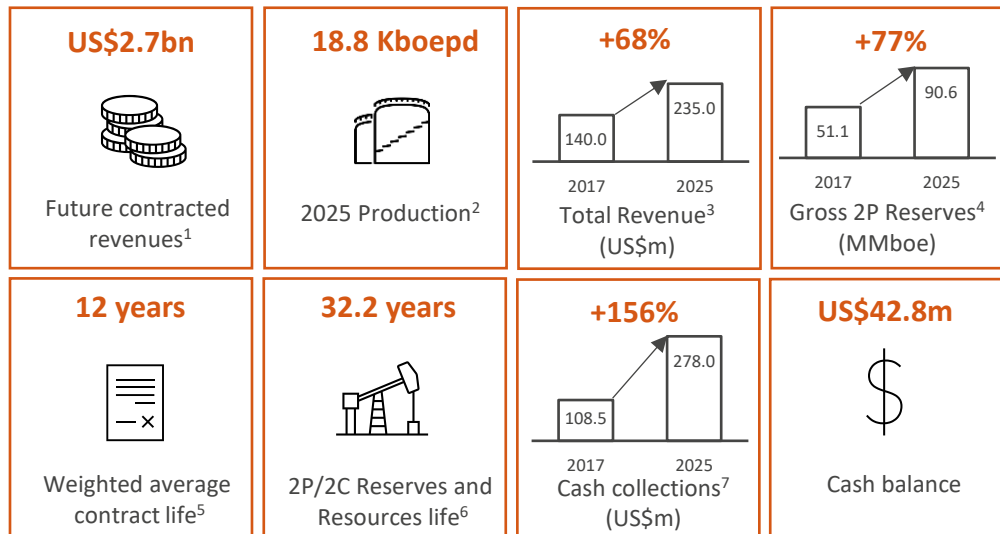 US$2.7bn
Future contracted
revenues1
18.8 Kboepd
2025 Production2
+68%
140.0
235.0
2017
2025
Total Revenue3
(US$m)
+77%
51.1
90.6
2017
2025
Gross 2P Reserves4
(MMboe)
12 years
Weighted average
contract life5
32.2 years
2P/2C Reserves and
Resources life6
+156%
108.5
278.0
2017
2025
Cash collections7
(US$m)
US$42.8m
Cash balance